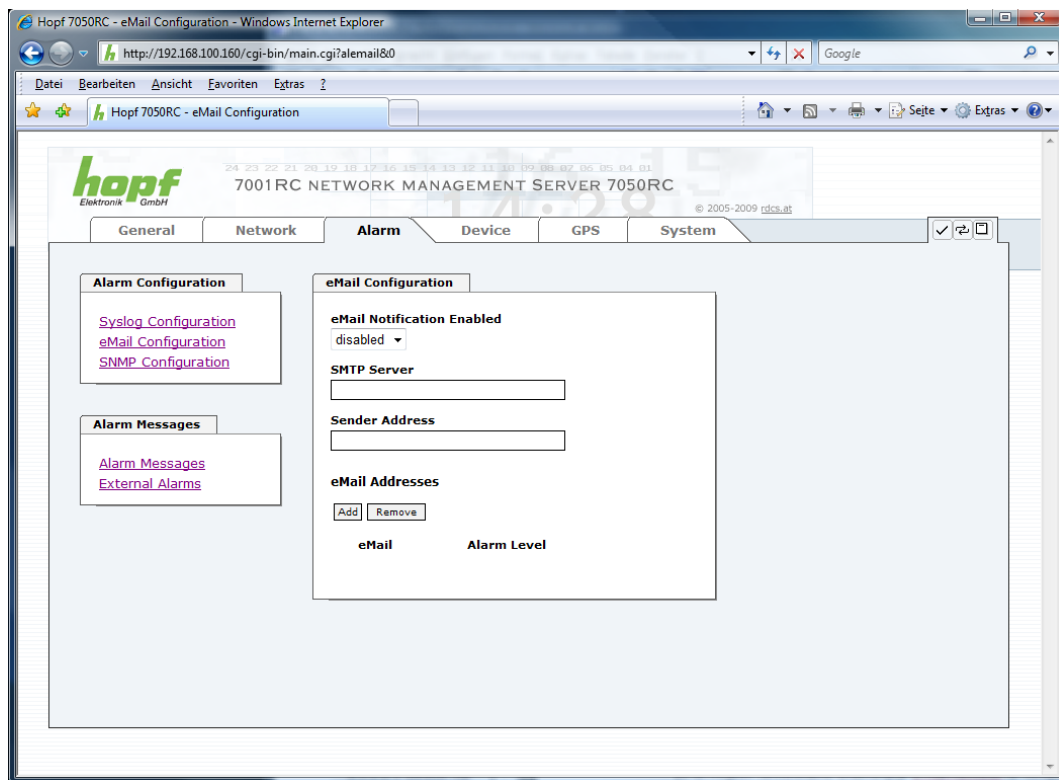 Hopf 7050RC - eMail Configuration - Windows Internet Explorer
http://192.168.100.160/cgi-bin/main.cgi?alemail&0
Google
Datei Bearbeiten Ansicht Favoriten Extras ?
Hopf 7050RC - eMail Configuration
Seite Extras
24 23 22 21 20 19 18 17 16 15 14 13 12 11 10 09 08 07 06 05 04 01
hopf
Elektronik GmbH
7001RC NETWORK MANAGEMENT SERVER 7050RC
14:28
© 2005-2009 rdcs.at
General Network Alarm Device GPS System
Alarm Configuration
Syslog Configuration
eMail Configuration
SNMP Configuration
Alarm Messages
Alarm Messages
External Alarms
eMail Configuration
eMail Notification Enabled
disabled
SMTP Server
Sender Address
eMail Addresses
Add Remove
eMail Alarm Level